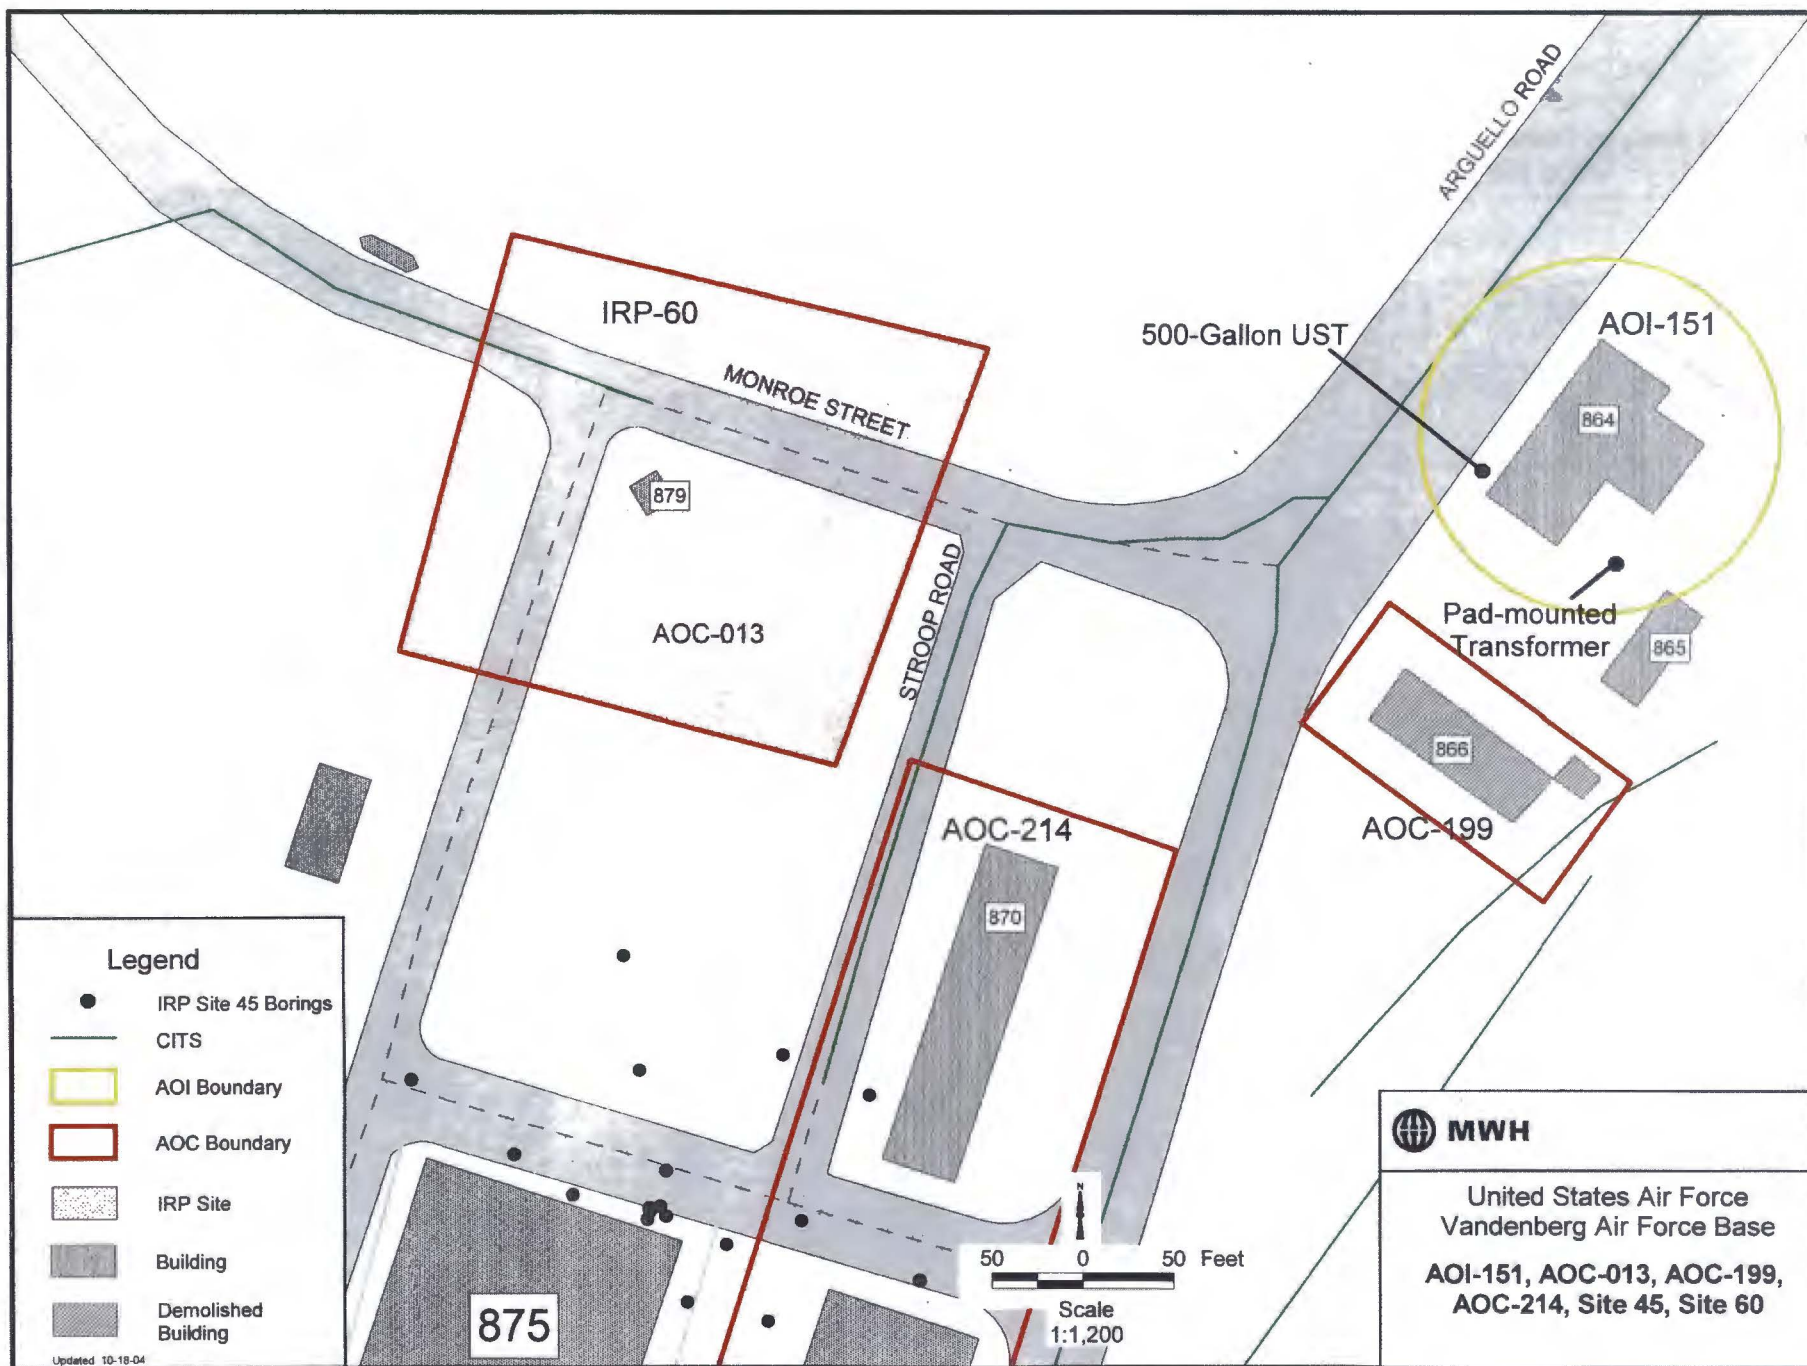 ARGUELLO ROAD
IRP-60
500-Gallon UST
AOI-151
MONROE STREET
864
879
STROOP ROAD
AOC-013
Pad-mounted
Transformer
865
866
AOC-214
AOC-199
870
Legend
IRP Site 45 Borings
CITS
AOI Boundary
AOC Boundary
IRP Site
Building
Demolished
Building
Updated 10-18-04
875
N
50 0 50 Feet
Scale
1:1,200
MWH
United States Air Force
Vandenberg Air Force Base
AOI-151, AOC-013, AOC-199,
AOC-214, Site 45, Site 60